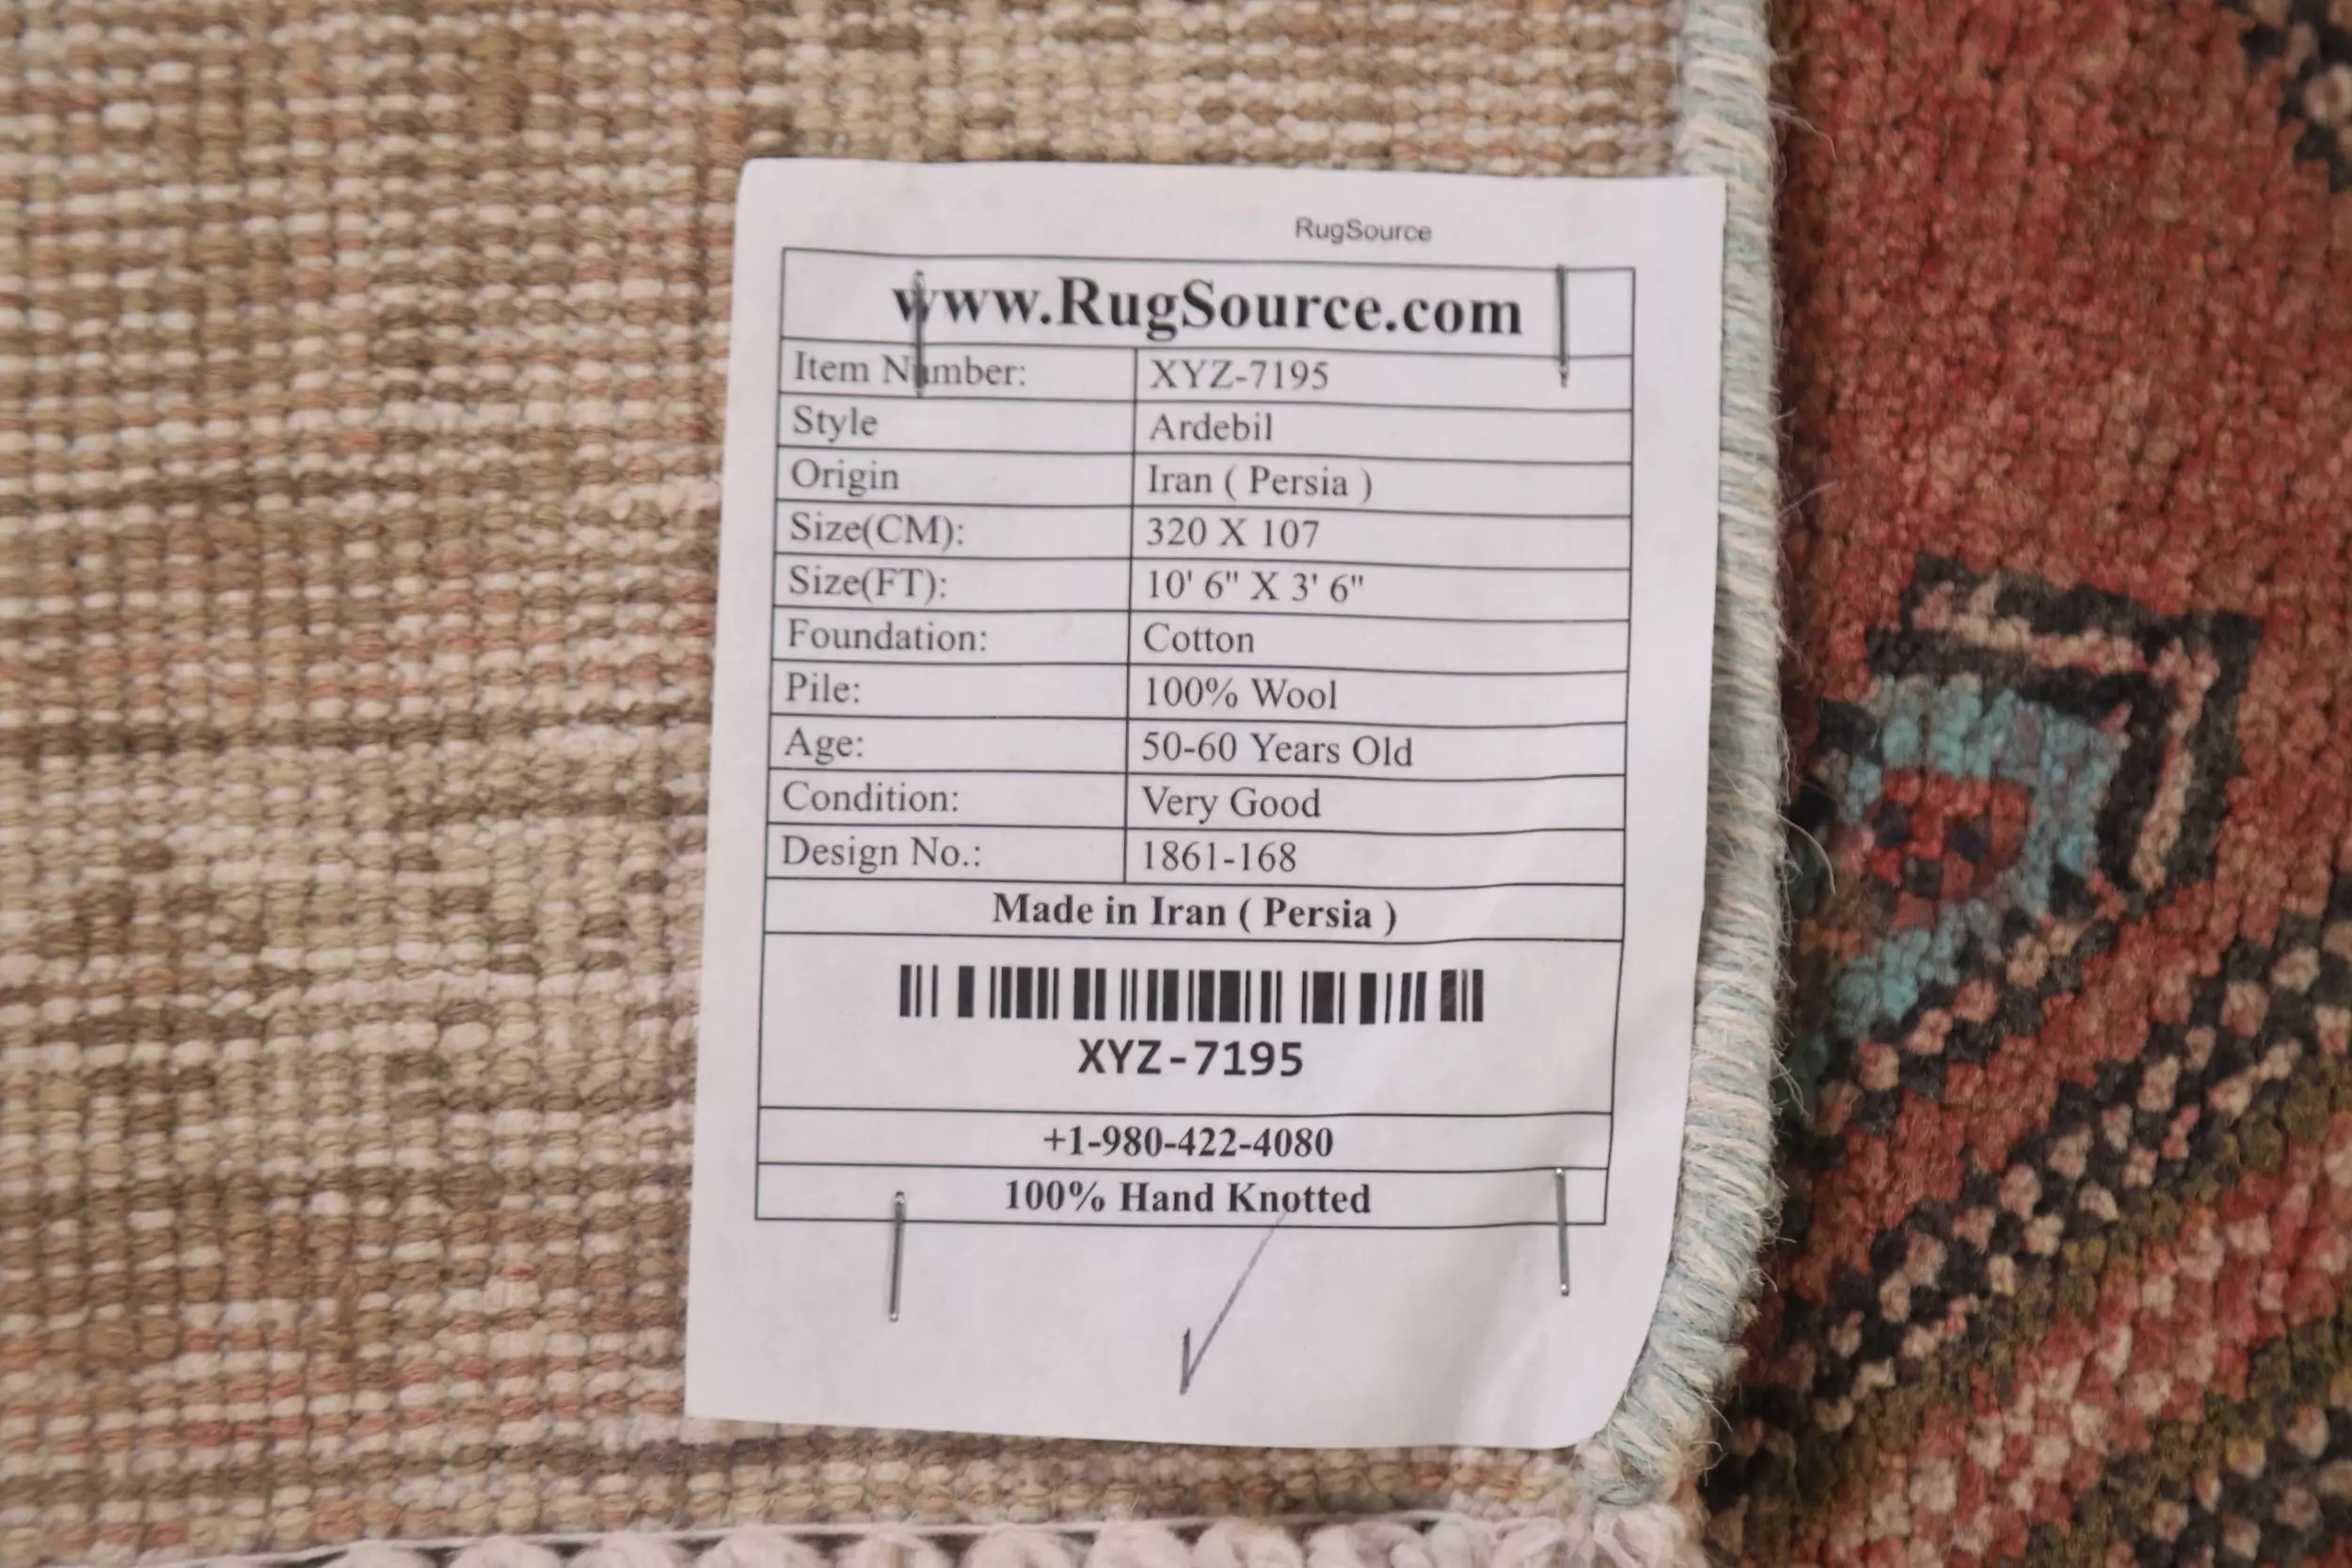 RugSource
www.RugSource.com
Item Number: XYZ-7195
Style Ardebil
Origin Iran ( Persia )
Size(CM): 320 X 107
Size(FT): 10' 6" X 3' 6"
Foundation: Cotton
Pile: 100% Wool
Age: 50-60 Years Old
Condition: Very Good
Design No.: 1861-168
Made in Iran ( Persia )
XYZ-7195
+1-980-422-4080
100% Hand Knotted